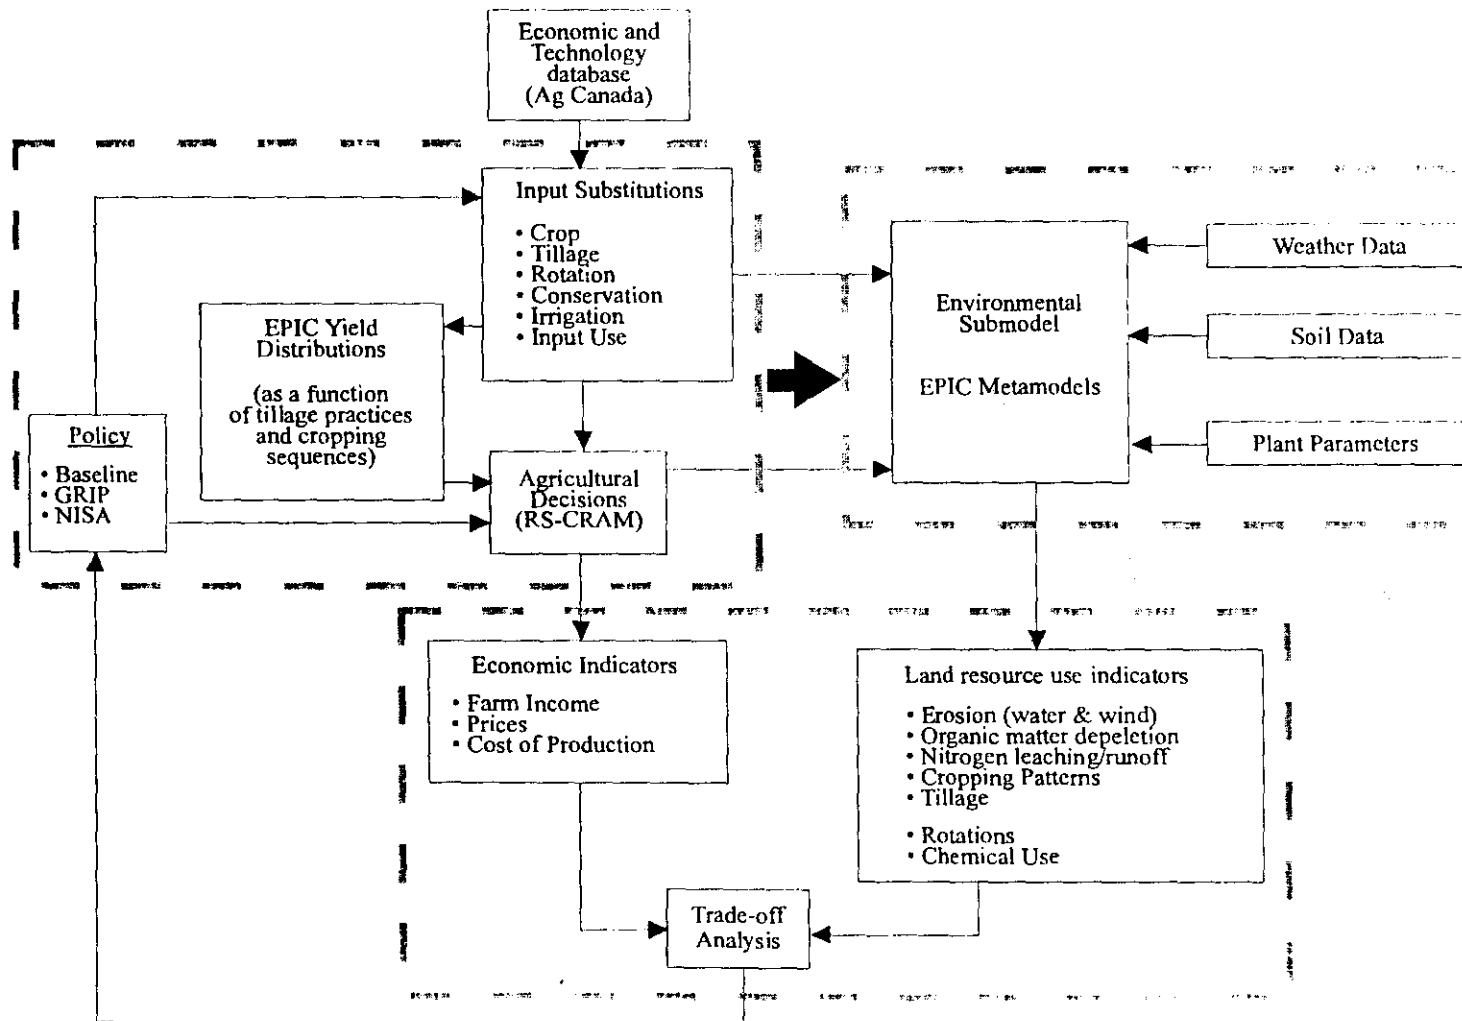 Economic and
Technology
database
(Ag Canada)
Input Substitutions
• Crop
• Tillage
• Rotation
• Conservation
• Irrigation
• Input Use
EPIC Yield
Distributions
(as a function
of tillage practices
and cropping
sequences)
Policy
• Baseline
• GRIP
• NISA
Agricultural
Decisions
(RS-CRAM)
Environmental
Submodel
EPIC Metamodels
Weather Data
Soil Data
Plant Parameters
Economic Indicators
• Farm Income
• Prices
• Cost of Production
Land resource use indicators
• Erosion (water & wind)
• Organic matter depeletion
• Nitrogen leaching/runoff
• Cropping Patterns
• Tillage
• Rotations
• Chemical Use
Trade-off
Analysis